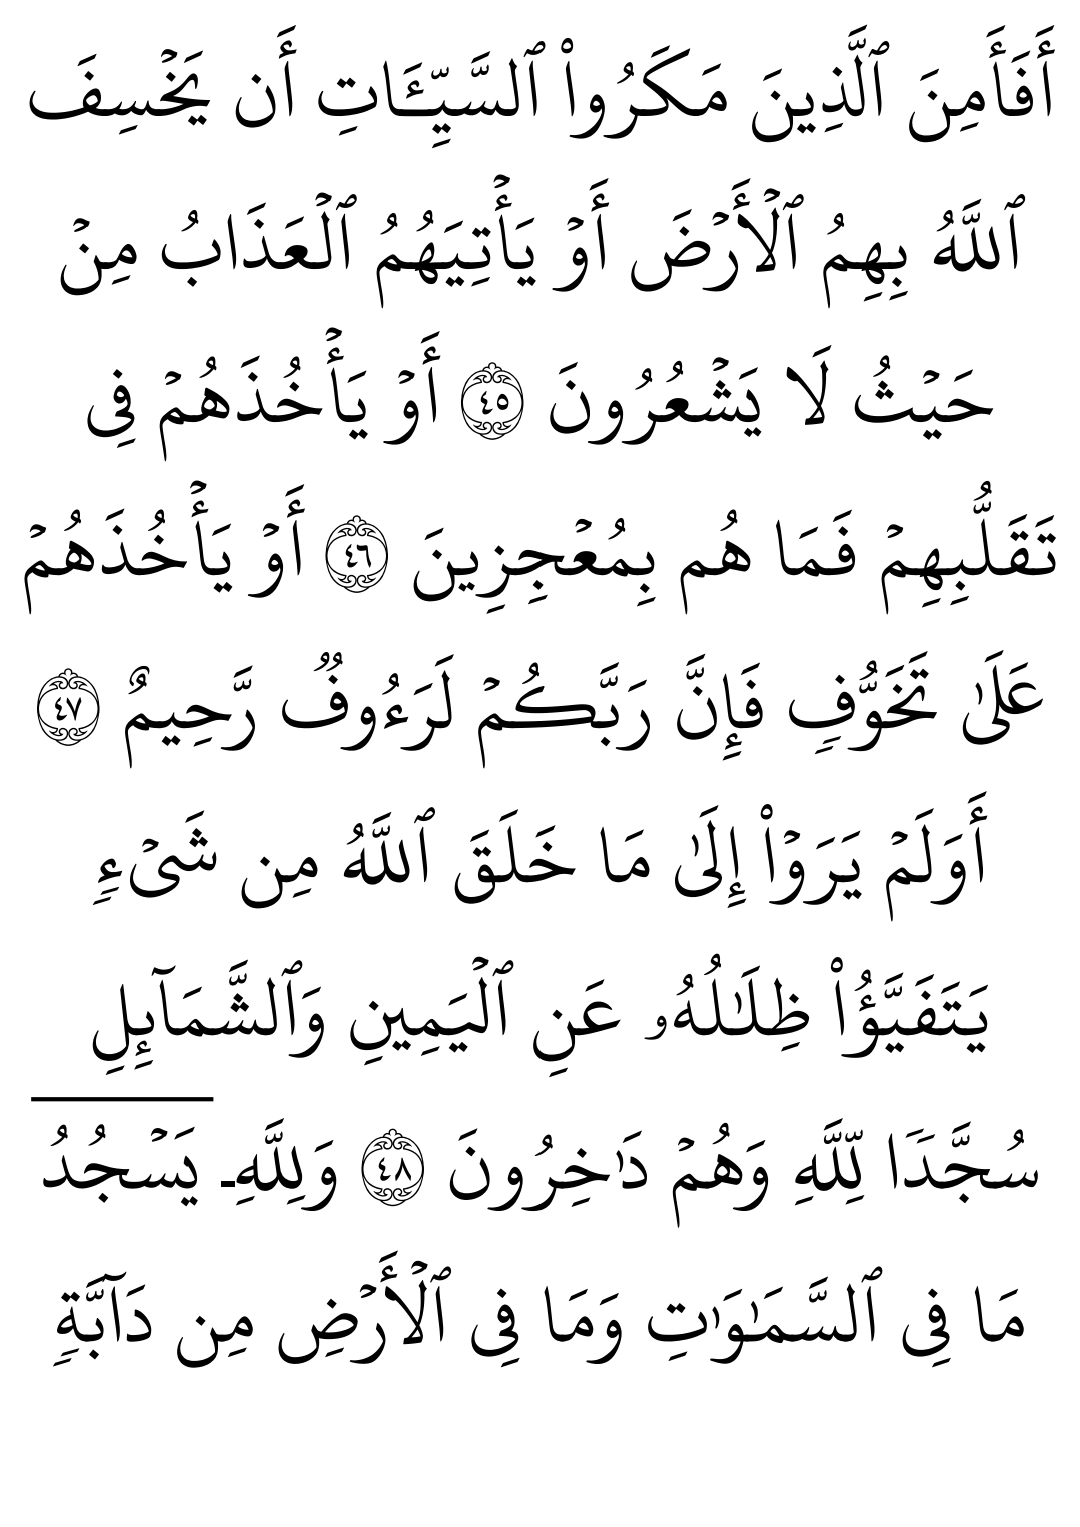 أَفَأَمِنَ ٱلَّذِينَ مَكَرُوا۟ ٱلسَّيِّـَٔاتِ أَن يَخۡسِفَ
ٱللَّهُ بِهِمُ ٱلۡأَرۡضَ أَوۡ يَأۡتِيَهُمُ ٱلۡعَذَابُ مِنۡ
حَيۡثُ لَا يَشۡعُرُونَ ٤٥ أَوۡ يَأۡخُذَهُمۡ فِى
تَقَلُّبِهِمۡ فَمَا هُم بِمُعۡجِزِينَ ٤٦ أَوۡ يَأۡخُذَهُمۡ
عَلَىٰ تَخَوُّفٖ فَإِنَّ رَبَّكُمۡ لَرَءُوفٞ رَّحِيمٌ ٤٧
أَوَلَمۡ يَرَوۡا۟ إِلَىٰ مَا خَلَقَ ٱللَّهُ مِن شَىۡءٖ
يَتَفَيَّؤُا۟ ظِلَـٰلُهُۥ عَنِ ٱلۡيَمِينِ وَٱلشَّمَآئِلِ
سُجَّدٗا لِّلَّهِ وَهُمۡ دَٰخِرُونَ ٤٨ وَلِلَّهِـ يَسۡجُدُ
مَا فِى ٱلسَّمَـٰوَٰتِ وَمَا فِى ٱلۡأَرۡضِ مِن دَآبَّةٖ